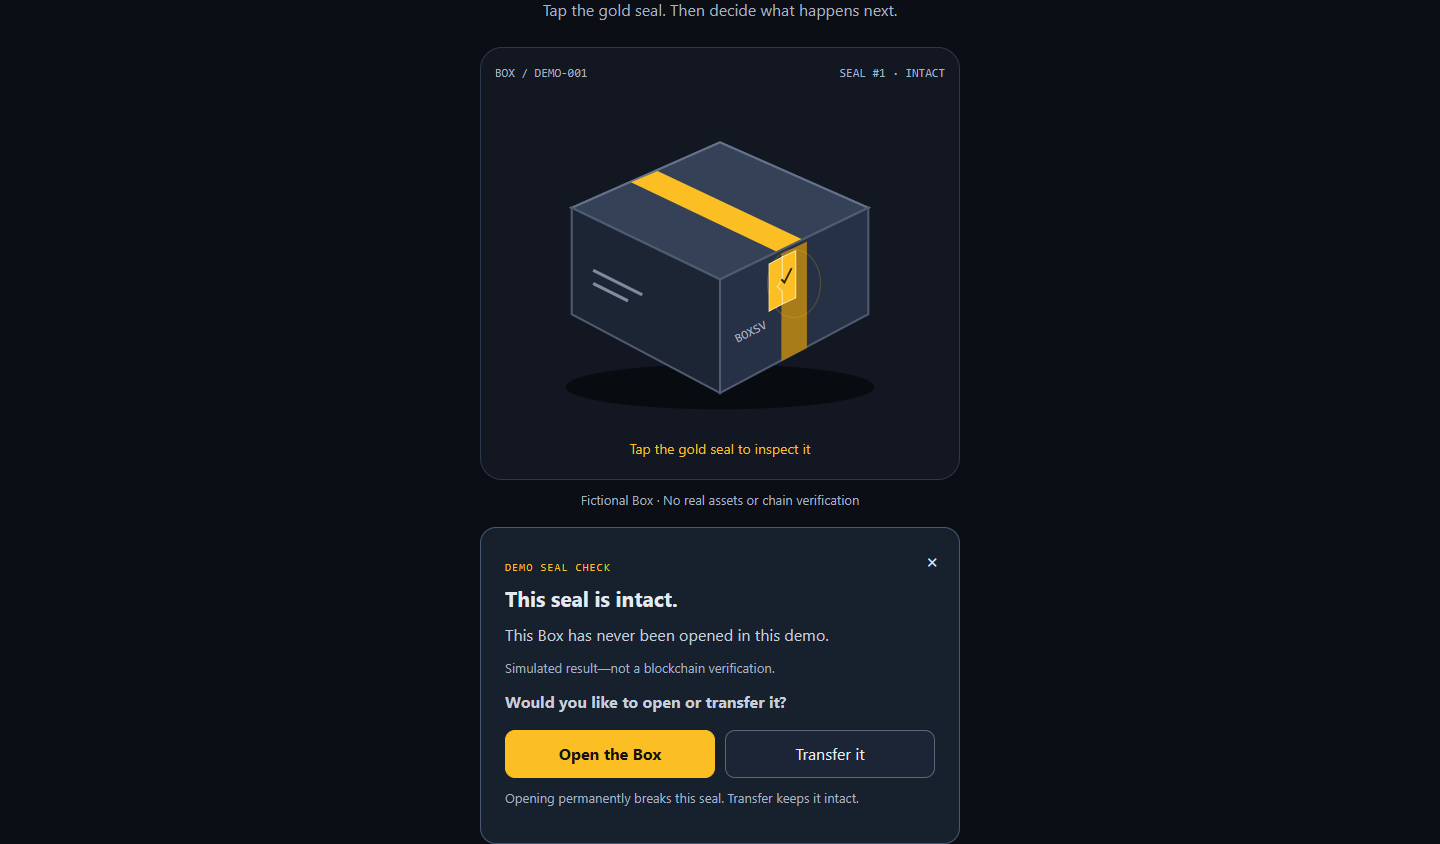 Tap the gold seal. Then decide what happens next.
BOX / DEMO-001
SEAL #1 · INTACT
BOXSV
Tap the gold seal to inspect it
Fictional Box · No real assets or chain verification
DEMO SEAL CHECK
×
This seal is intact.
This Box has never been opened in this demo.
Simulated result—not a blockchain verification.
Would you like to open or transfer it?
Open the Box
Transfer it
Opening permanently breaks this seal. Transfer keeps it intact.